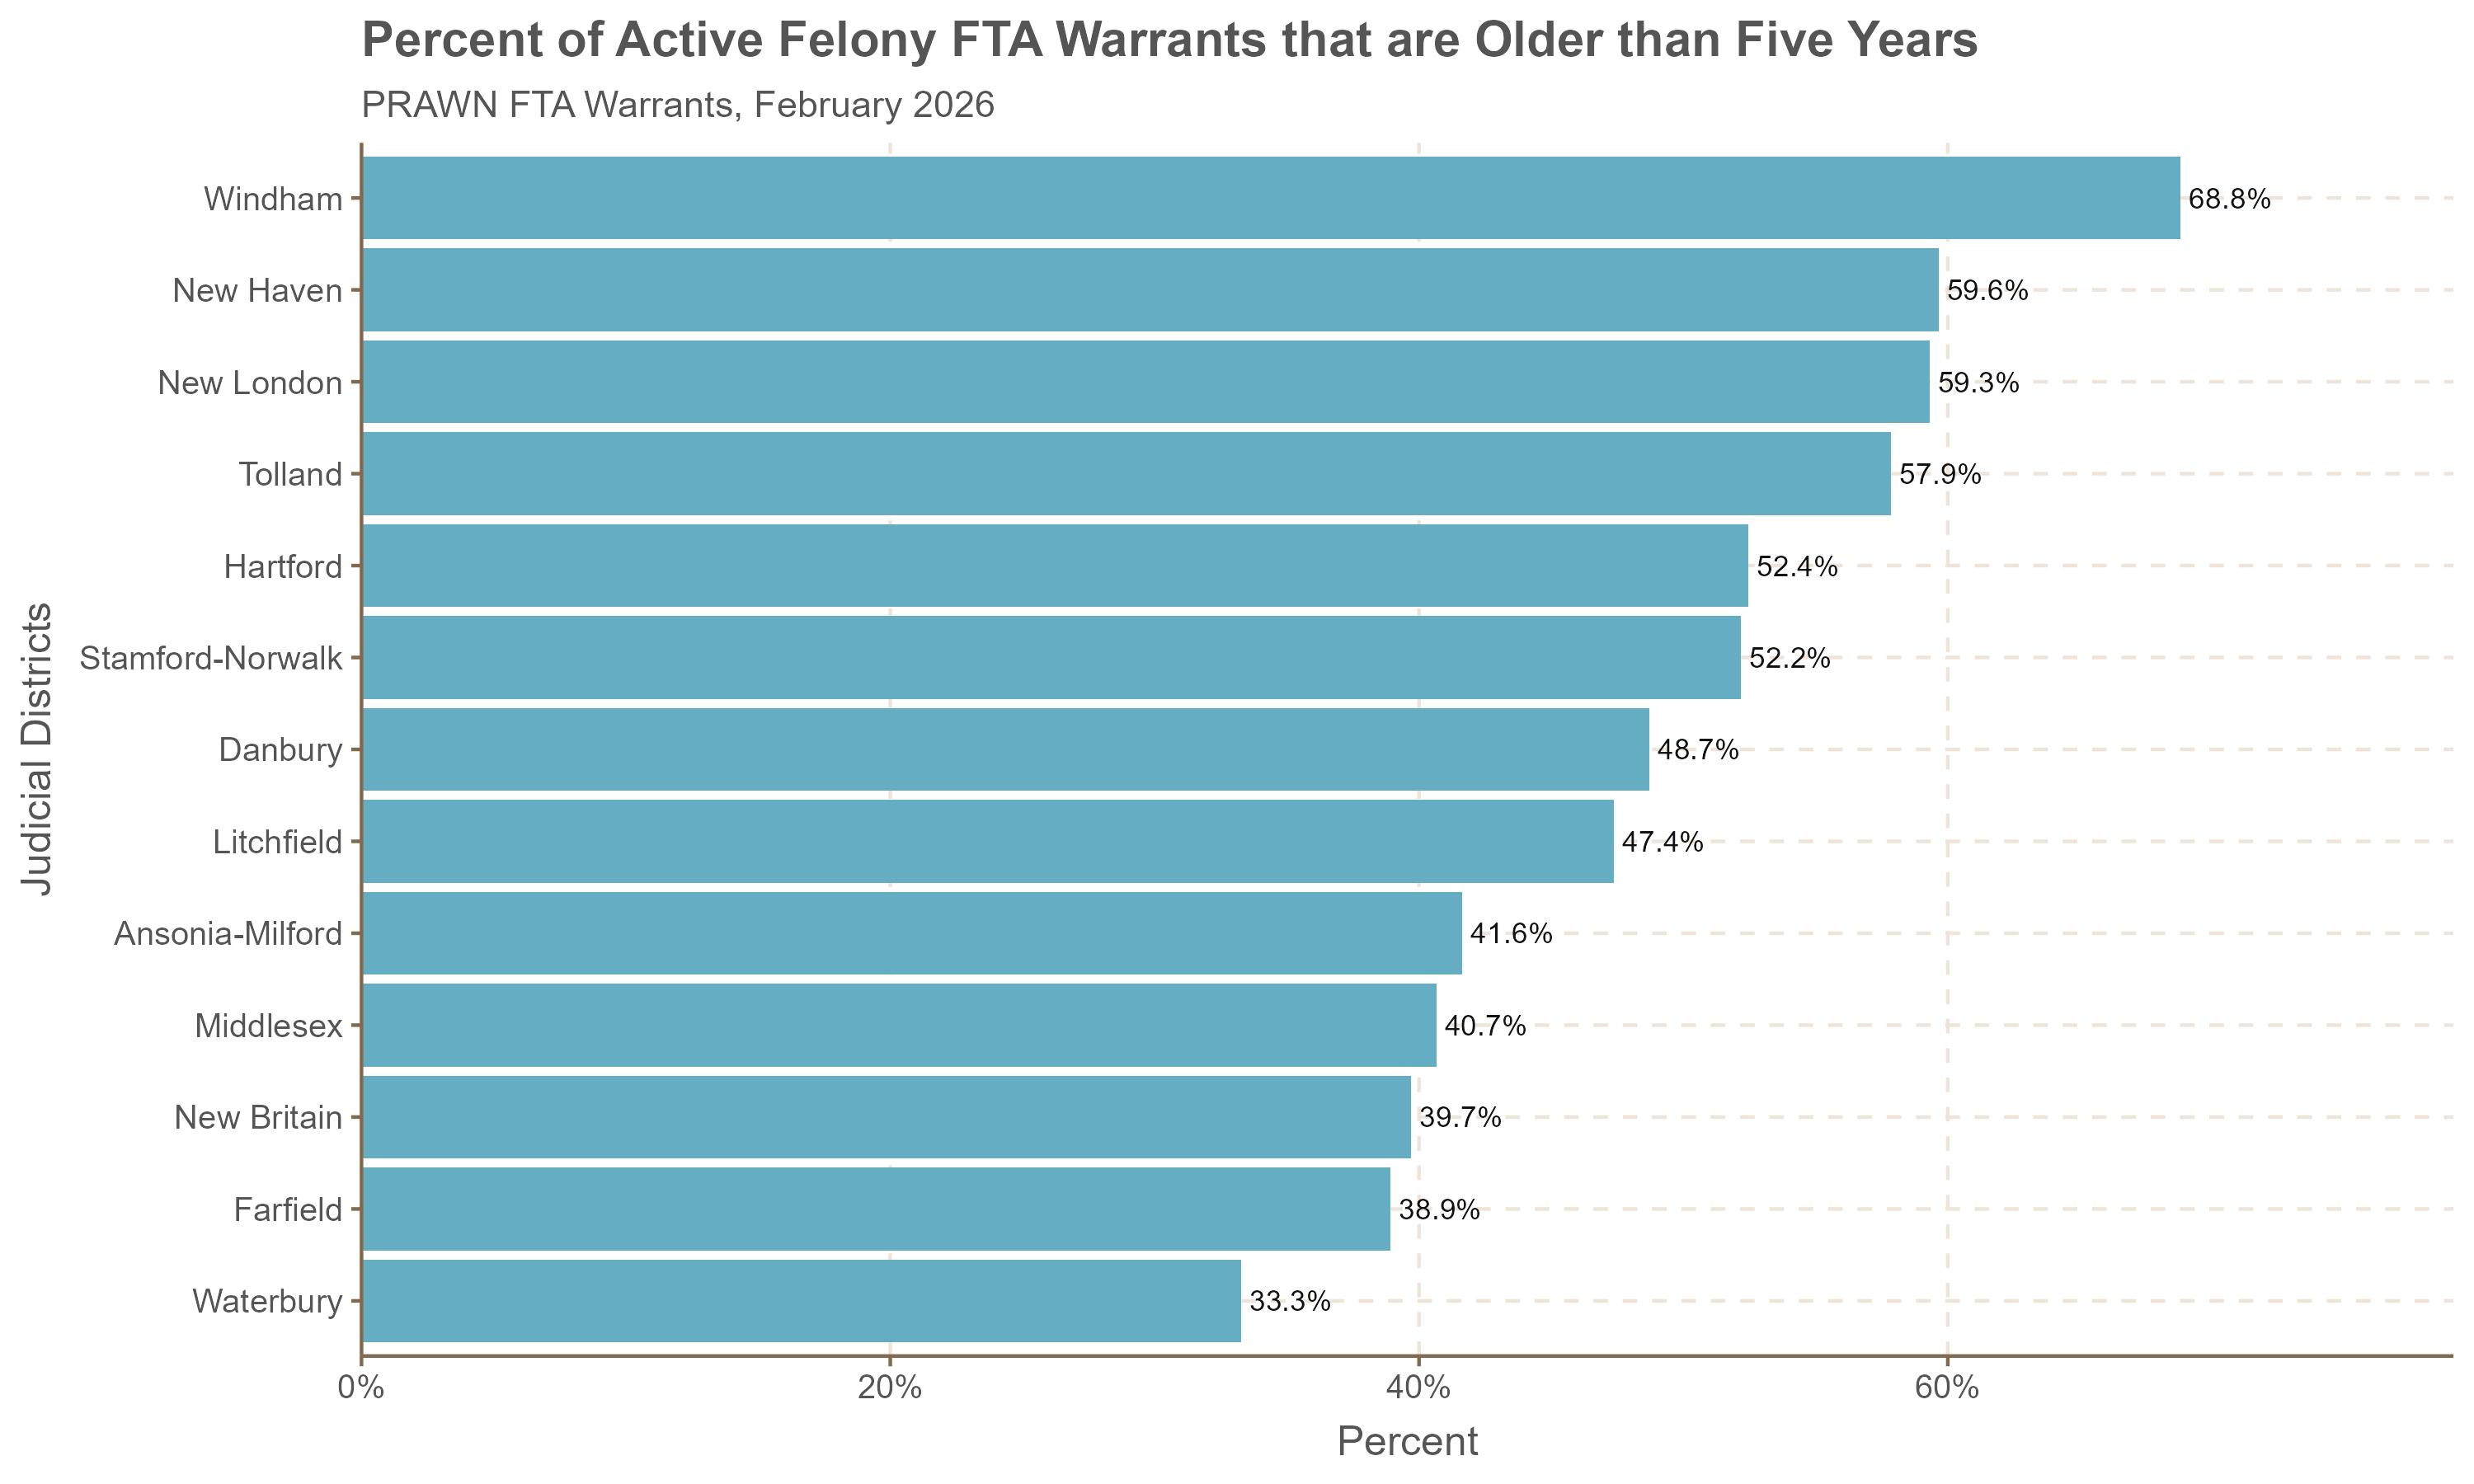 Percent of Active Felony FTA Warrants that are Older than Five Years
PRAWN FTA Warrants, February 2026
Judicial Districts
Windham 68.8%
New Haven 59.6%
New London 59.3%
Tolland 57.9%
Hartford 52.4%
Stamford-Norwalk 52.2%
Danbury 48.7%
Litchfield 47.4%
Ansonia-Milford 41.6%
Middlesex 40.7%
New Britain 39.7%
Farfield 38.9%
Waterbury 33.3%
0% 20% 40% 60%
Percent